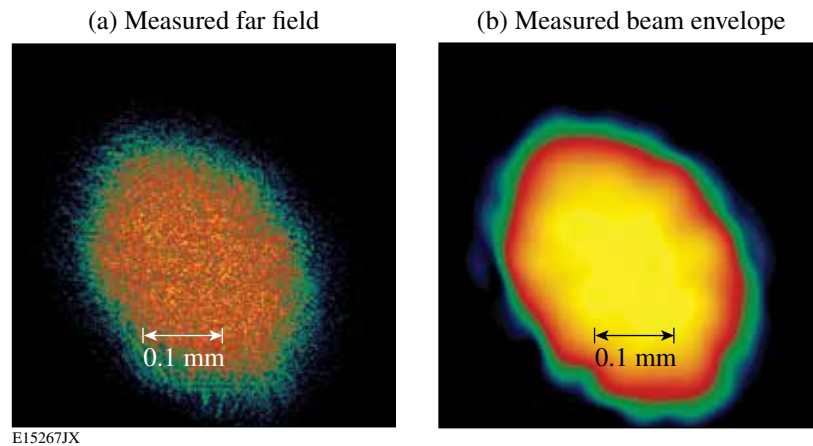 (a) Measured far field
(b) Measured beam envelope
0.1 mm
0.1 mm
E15267JX